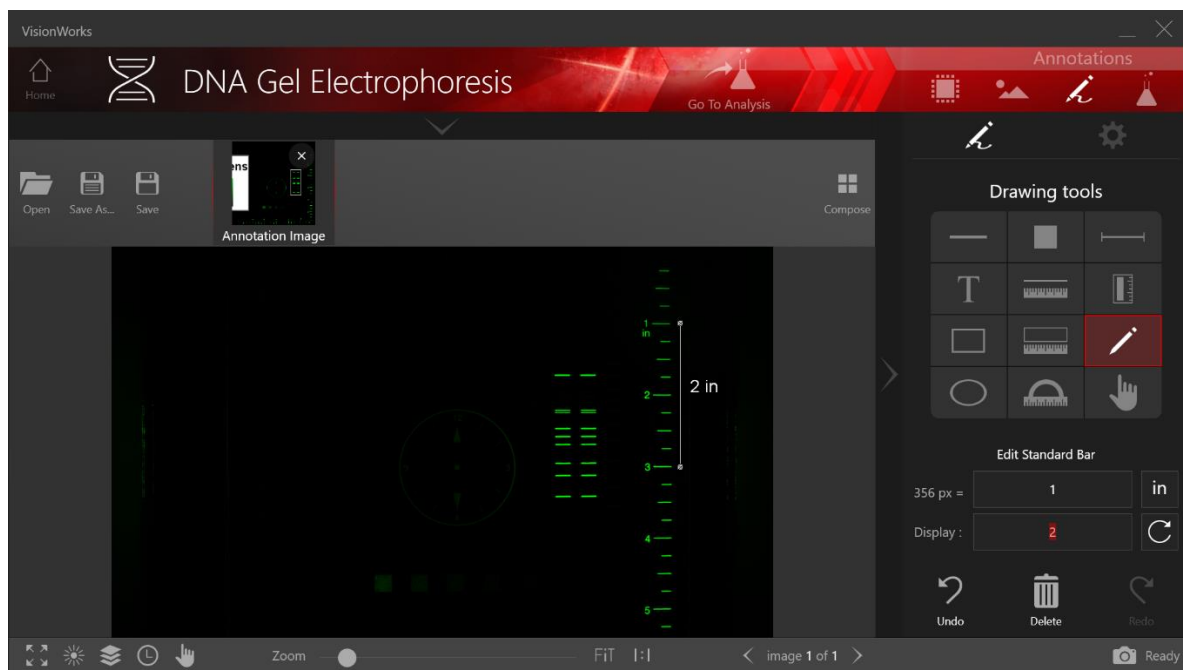 VisionWorks
Home
DNA Gel Electrophoresis
Go To Analysis
Annotations
Open
Save As...
Save
ens
Annotation Image
Compose
Drawing tools
T
1
in
2
3
4
5
2 in
Edit Standard Bar
356 px = 1 in
Display : 2
Undo
Delete
Redo
Zoom
FiT
1:1
image 1 of 1
Ready